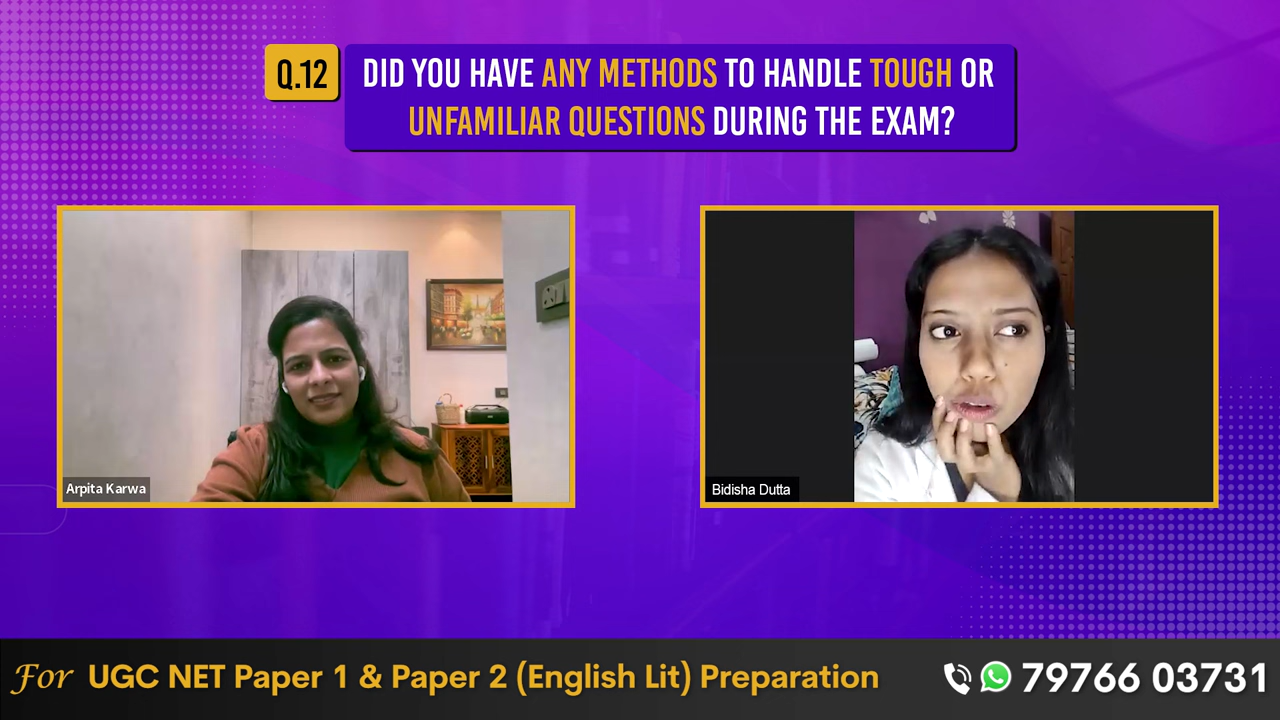 Q.12
DID YOU HAVE ANY METHODS TO HANDLE TOUGH OR
UNFAMILIAR QUESTIONS DURING THE EXAM?
Arpita Karwa
Bidisha Dutta
For UGC NET Paper 1 & Paper 2 (English Lit) Preparation
79766 03731